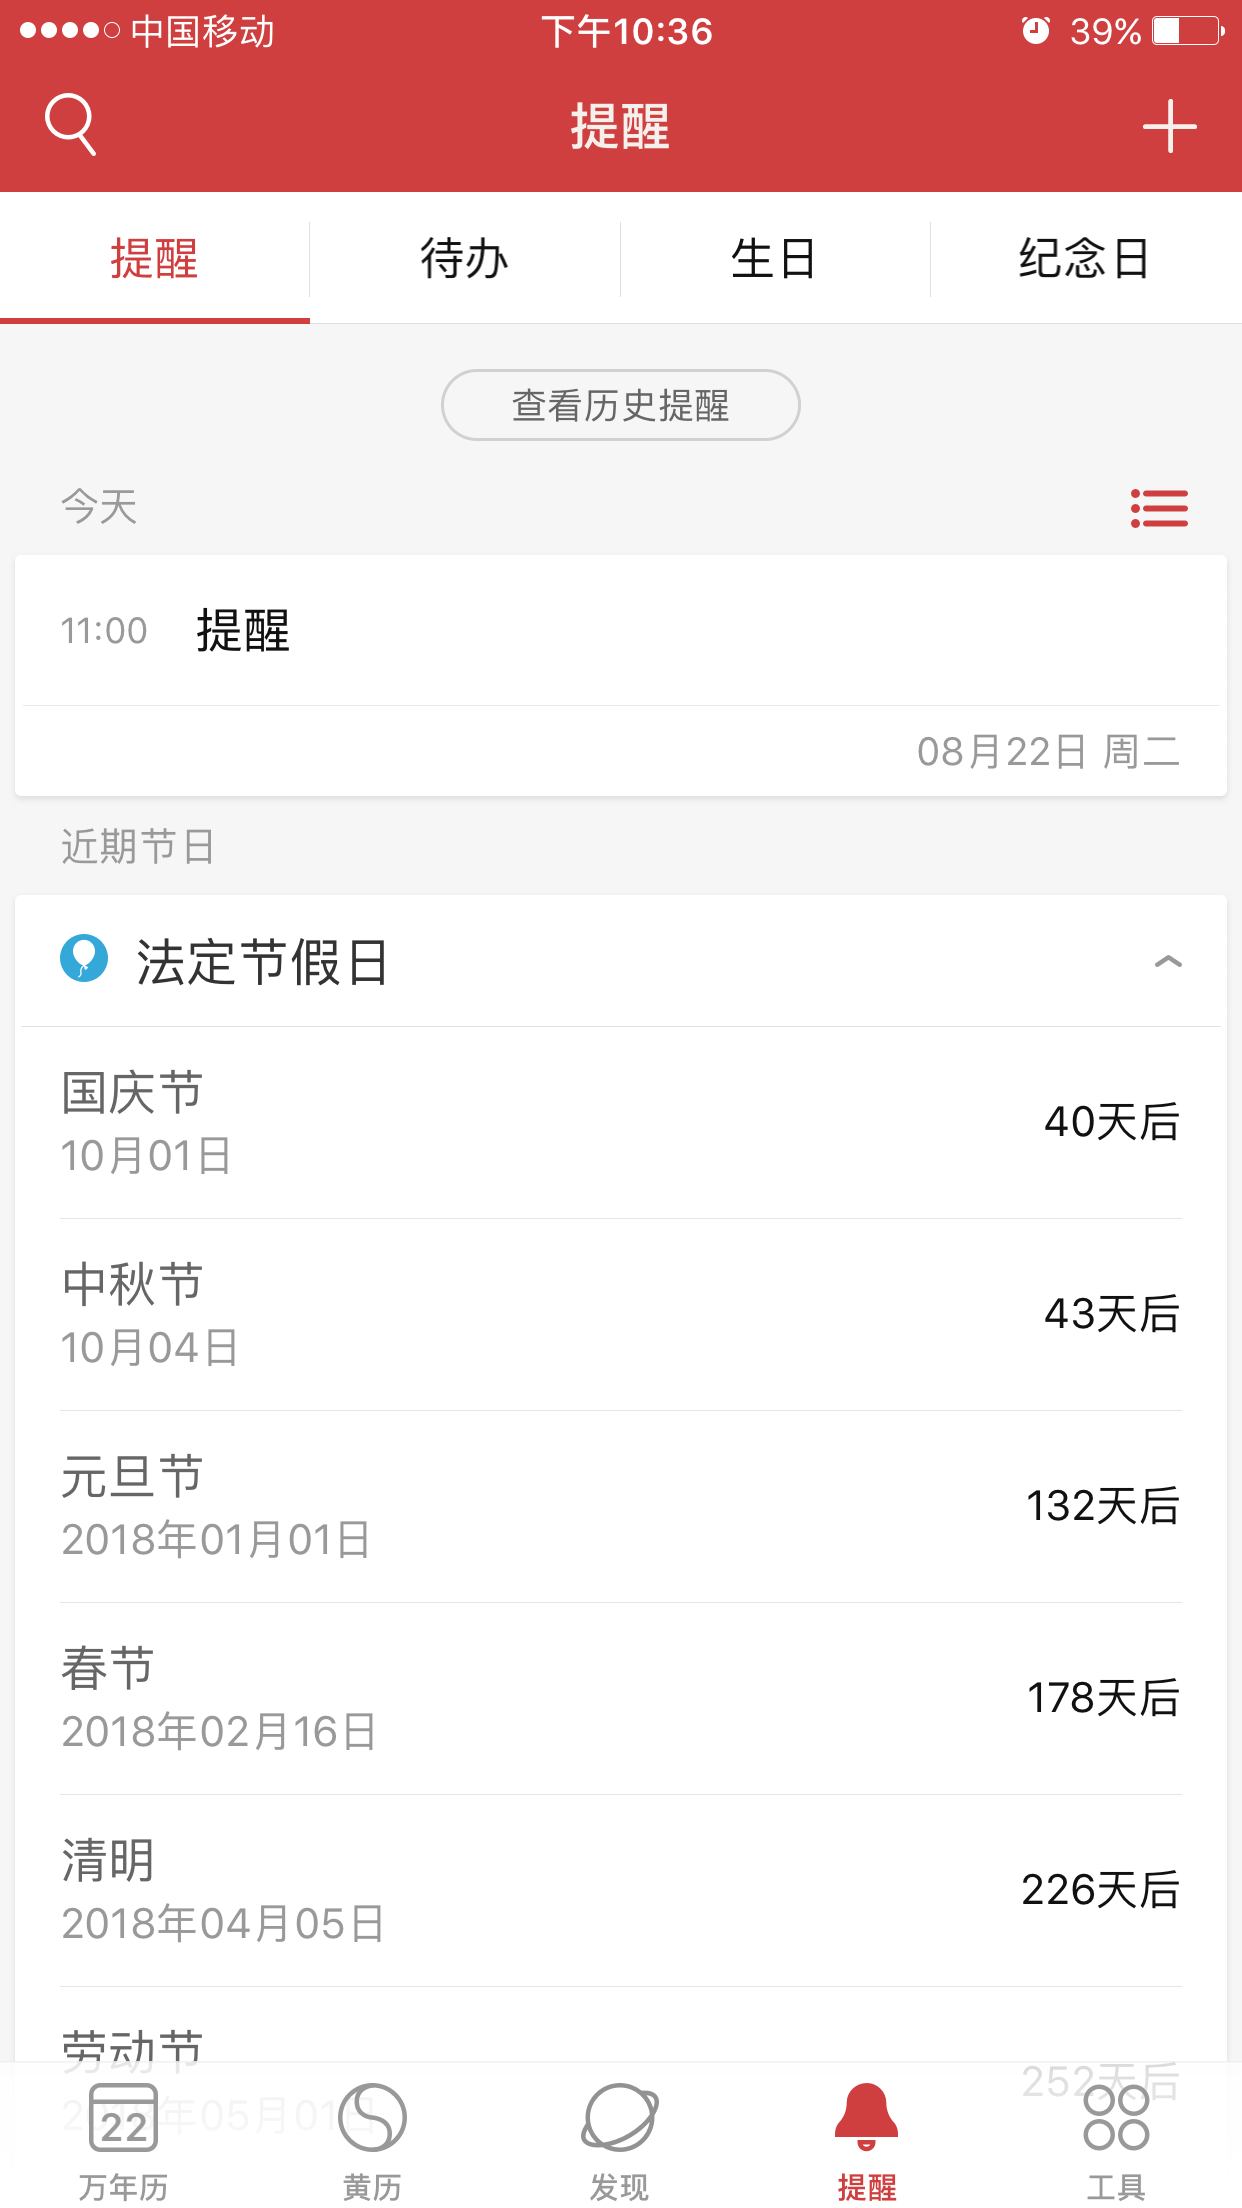 中国移动 下午10:36 39%
提醒
提醒 待办 生日 纪念日
查看历史提醒
今天
11:00 提醒
08月22日 周二
近期节日
法定节假日
国庆节
10月01日
40天后
中秋节
10月04日
43天后
元旦节
2018年01月01日
132天后
春节
2018年02月16日
178天后
清明
2018年04月05日
226天后
劳动节
2018年05月01日
252天后
22
万年历 黄历 发现 提醒 工具